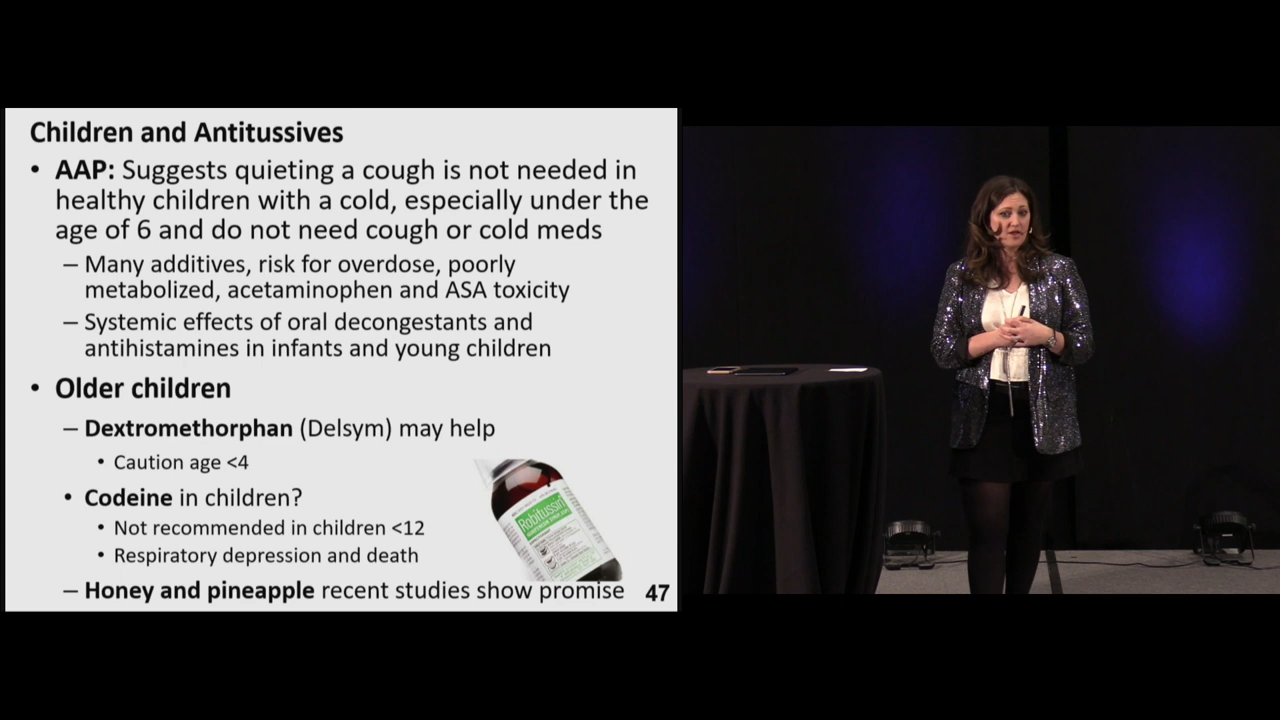 Children and Antitussives
• AAP: Suggests quieting a cough is not needed in
healthy children with a cold, especially under the
age of 6 and do not need cough or cold meds
– Many additives, risk for overdose, poorly
metabolized, acetaminophen and ASA toxicity
– Systemic effects of oral decongestants and
antihistamines in infants and young children
• Older children
– Dextromethorphan (Delsym) may help
• Caution age <4
• Codeine in children?
• Not recommended in children <12
• Respiratory depression and death
Robitussin
– Honey and pineapple recent studies show promise
47